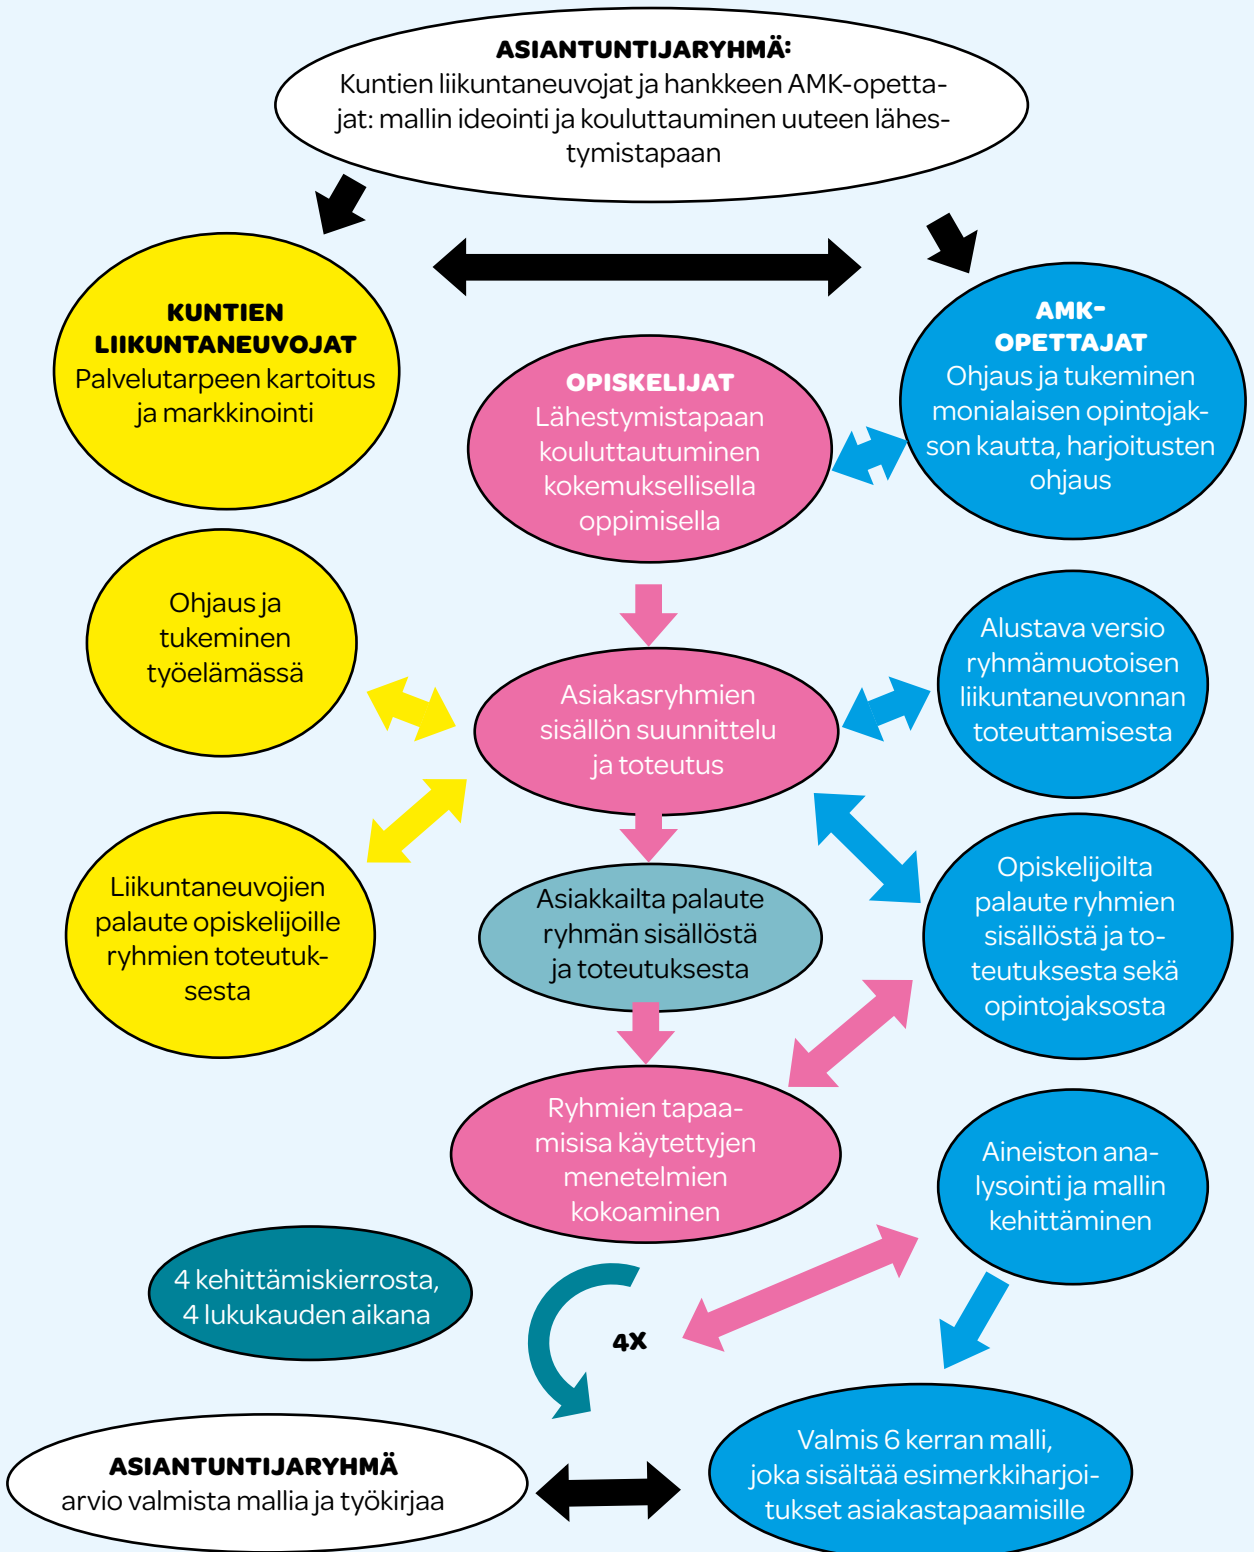 ASIANTUNTIJARYHMÄ:
Kuntien liikuntaneuvojat ja hankkeen AMK-opetta-
jat: mallin ideointi ja kouluttauminen uuteen lähes-
tymistapaan
KUNTIEN
LIIKUNTANEUVOJAT
Palvelutarpeen kartoitus
ja markkinointi
OPISKELIJAT
Lähestymistapaan
kouluttautuminen
kokemuksellisella
oppimisella
AMK-
OPETTAJAT
Ohjaus ja tukeminen
monialaisen opintojak-
son kautta, harjoitusten
ohjaus
Ohjaus ja
tukeminen
työelämässä
Asiakasryhmien
sisällön suunnittelu
ja toteutus
Alustava versio
ryhmämuotoisen
liikuntaneuvonnan
toteuttamisesta
Liikuntaneuvojien
palaute opiskelijoille
ryhmien toteutuk-
sesta
Asiakkailta palaute
ryhmän sisällöstä
ja toteutuksesta
Opiskelijoilta
palaute ryhmien
sisällöstä ja to-
teutuksesta sekä
opintojaksosta
Ryhmien tapaa-
misisa käytettyjen
menetelmien
kokoaminen
Aineiston ana-
lysointi ja mallin
kehittäminen
4 kehittämiskierrosta,
4 lukukauden aikana
4X
ASIANTUNTIJARYHMÄ
arvio valmista mallia ja työkirjaa
Valmis 6 kerran malli,
joka sisältää esimerkkiharjoi-
tukset asiakastapaamisille